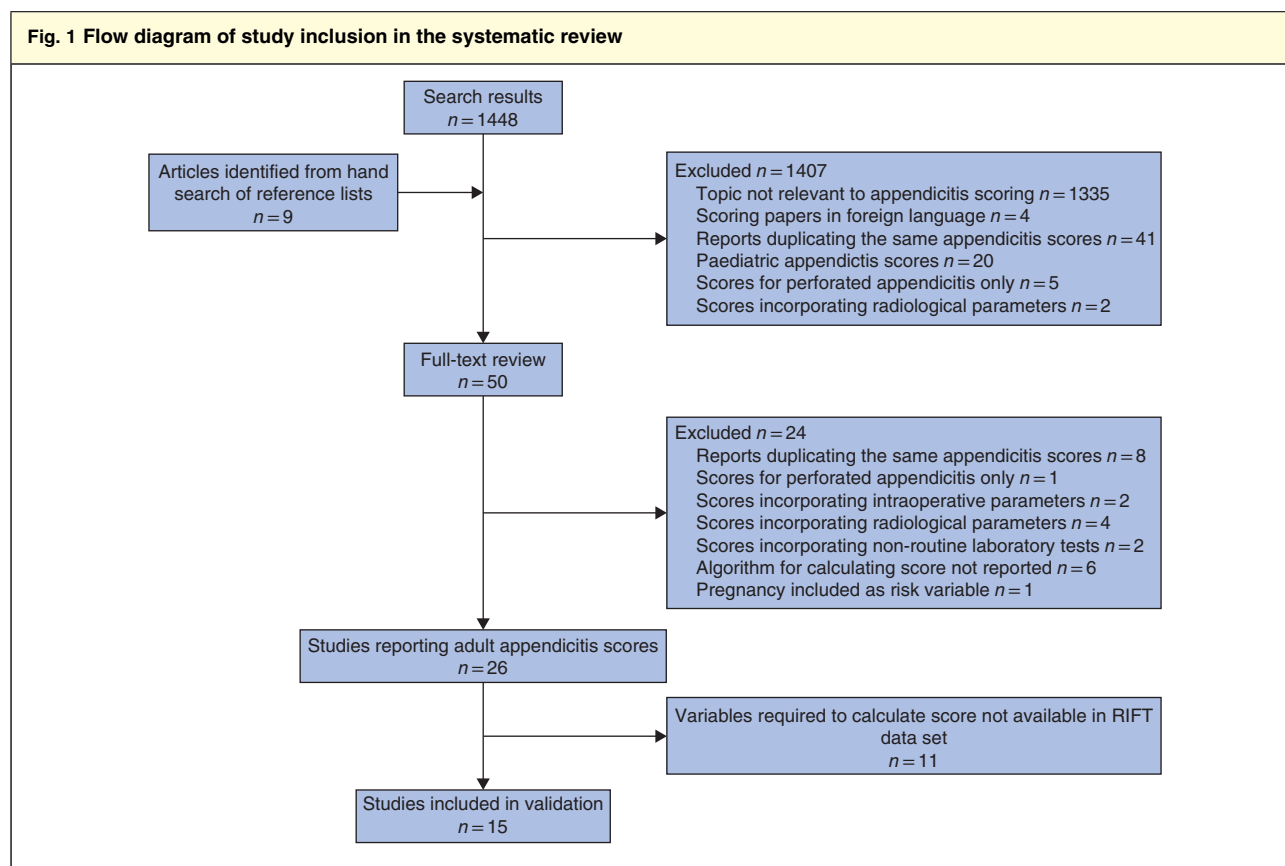 Fig. 1 Flow diagram of study inclusion in the systematic review
Search results
n = 1448
Articles identified from hand
search of reference lists
n = 9
Excluded n = 1407
Topic not relevant to appendicitis scoring n = 1335
Scoring papers in foreign language n = 4
Reports duplicating the same appendicitis scores n = 41
Paediatric appendictis scores n = 20
Scores for perforated appendicitis only n = 5
Scores incorporating radiological parameters n = 2
Full-text review
n = 50
Excluded n = 24
Reports duplicating the same appendicitis scores n = 8
Scores for perforated appendicitis only n = 1
Scores incorporating intraoperative parameters n = 2
Scores incorporating radiological parameters n = 4
Scores incorporating non-routine laboratory tests n = 2
Algorithm for calculating score not reported n = 6
Pregnancy included as risk variable n = 1
Studies reporting adult appendicitis scores
n = 26
Variables required to calculate score not available in RIFT
data set
n = 11
Studies included in validation
n = 15